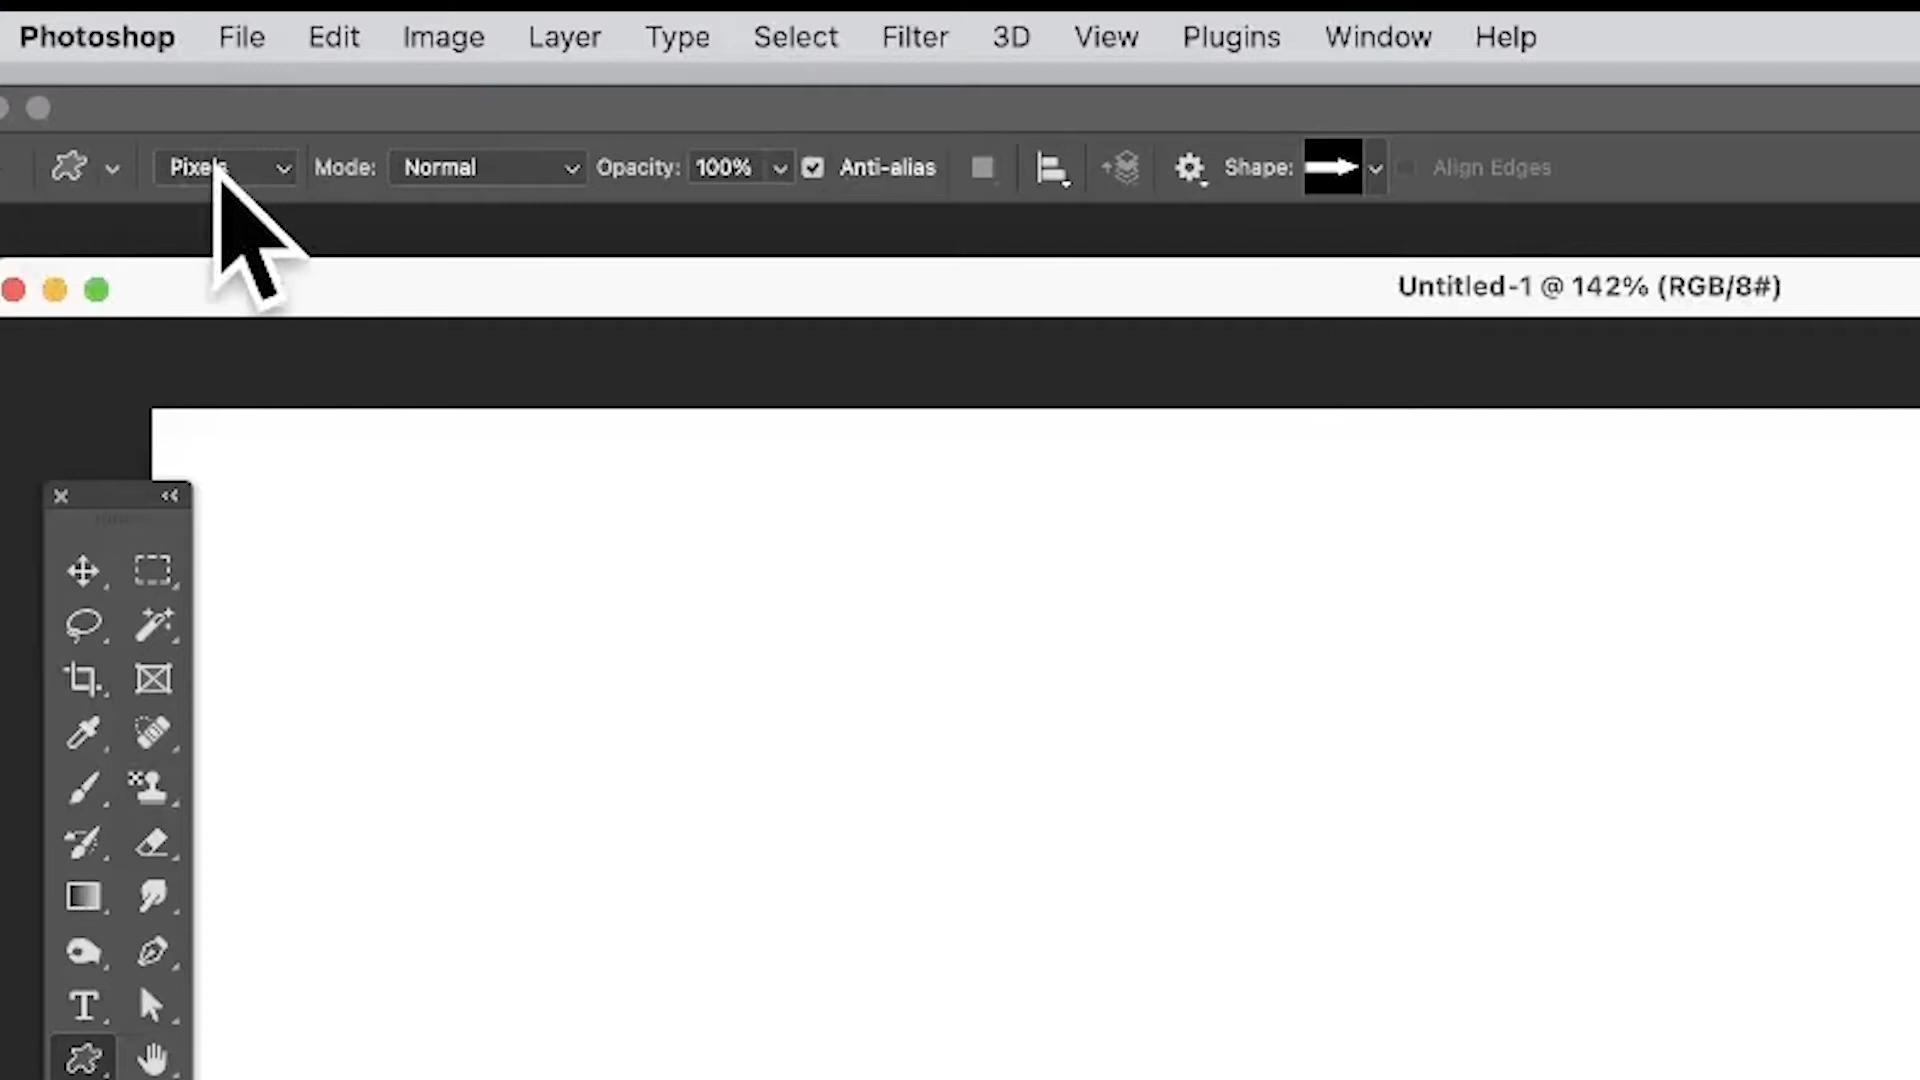 Photoshop File Edit Image Layer Type Select Filter 3D View Plugins Window Help
Pixels Mode: Normal Opacity: 100% Anti-alias Shape: Align Edges
Untitled-1 @ 142% (RGB/8#)